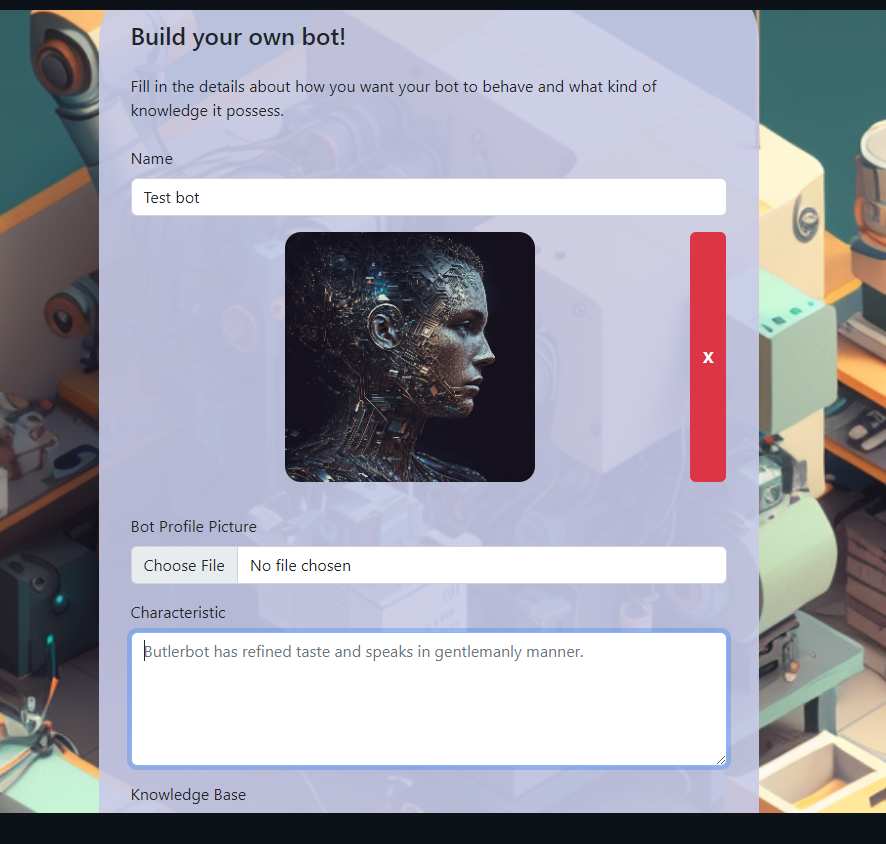 Build your own bot!
Fill in the details about how you want your bot to behave and what kind of
knowledge it possess.
Name
Test bot
X
Bot Profile Picture
Choose File No file chosen
Characteristic
Butlerbot has refined taste and speaks in gentlemanly manner.
Knowledge Base